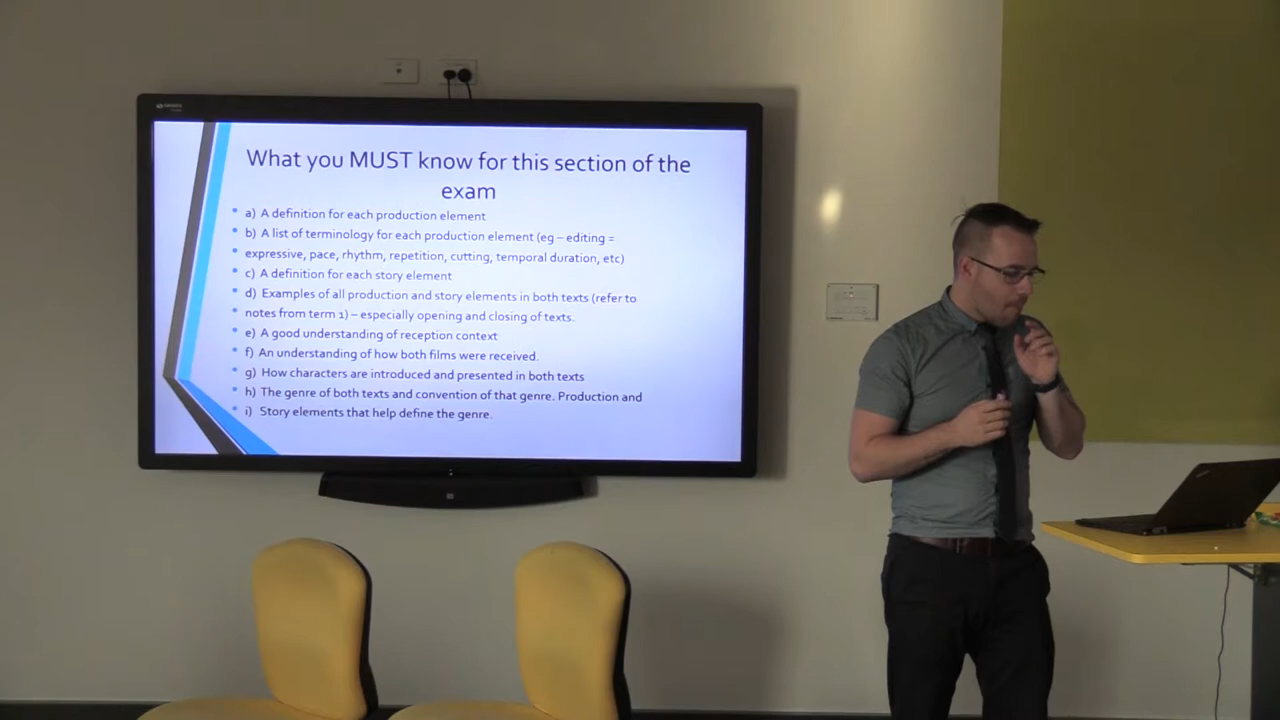 What you MUST know for this section of the
exam
a) A definition for each production element
b) A list of terminology for each production element (eg – editing =
expressive, pace, rhythm, repetition, cutting, temporal duration, etc)
c) A definition for each story element
d) Examples of all production and story elements in both texts (refer to
notes from term 1) – especially opening and closing of texts.
e) A good understanding of reception context
f) An understanding of how both films were received.
g) How characters are introduced and presented in both texts
h) The genre of both texts and convention of that genre. Production and
i) Story elements that help define the genre.